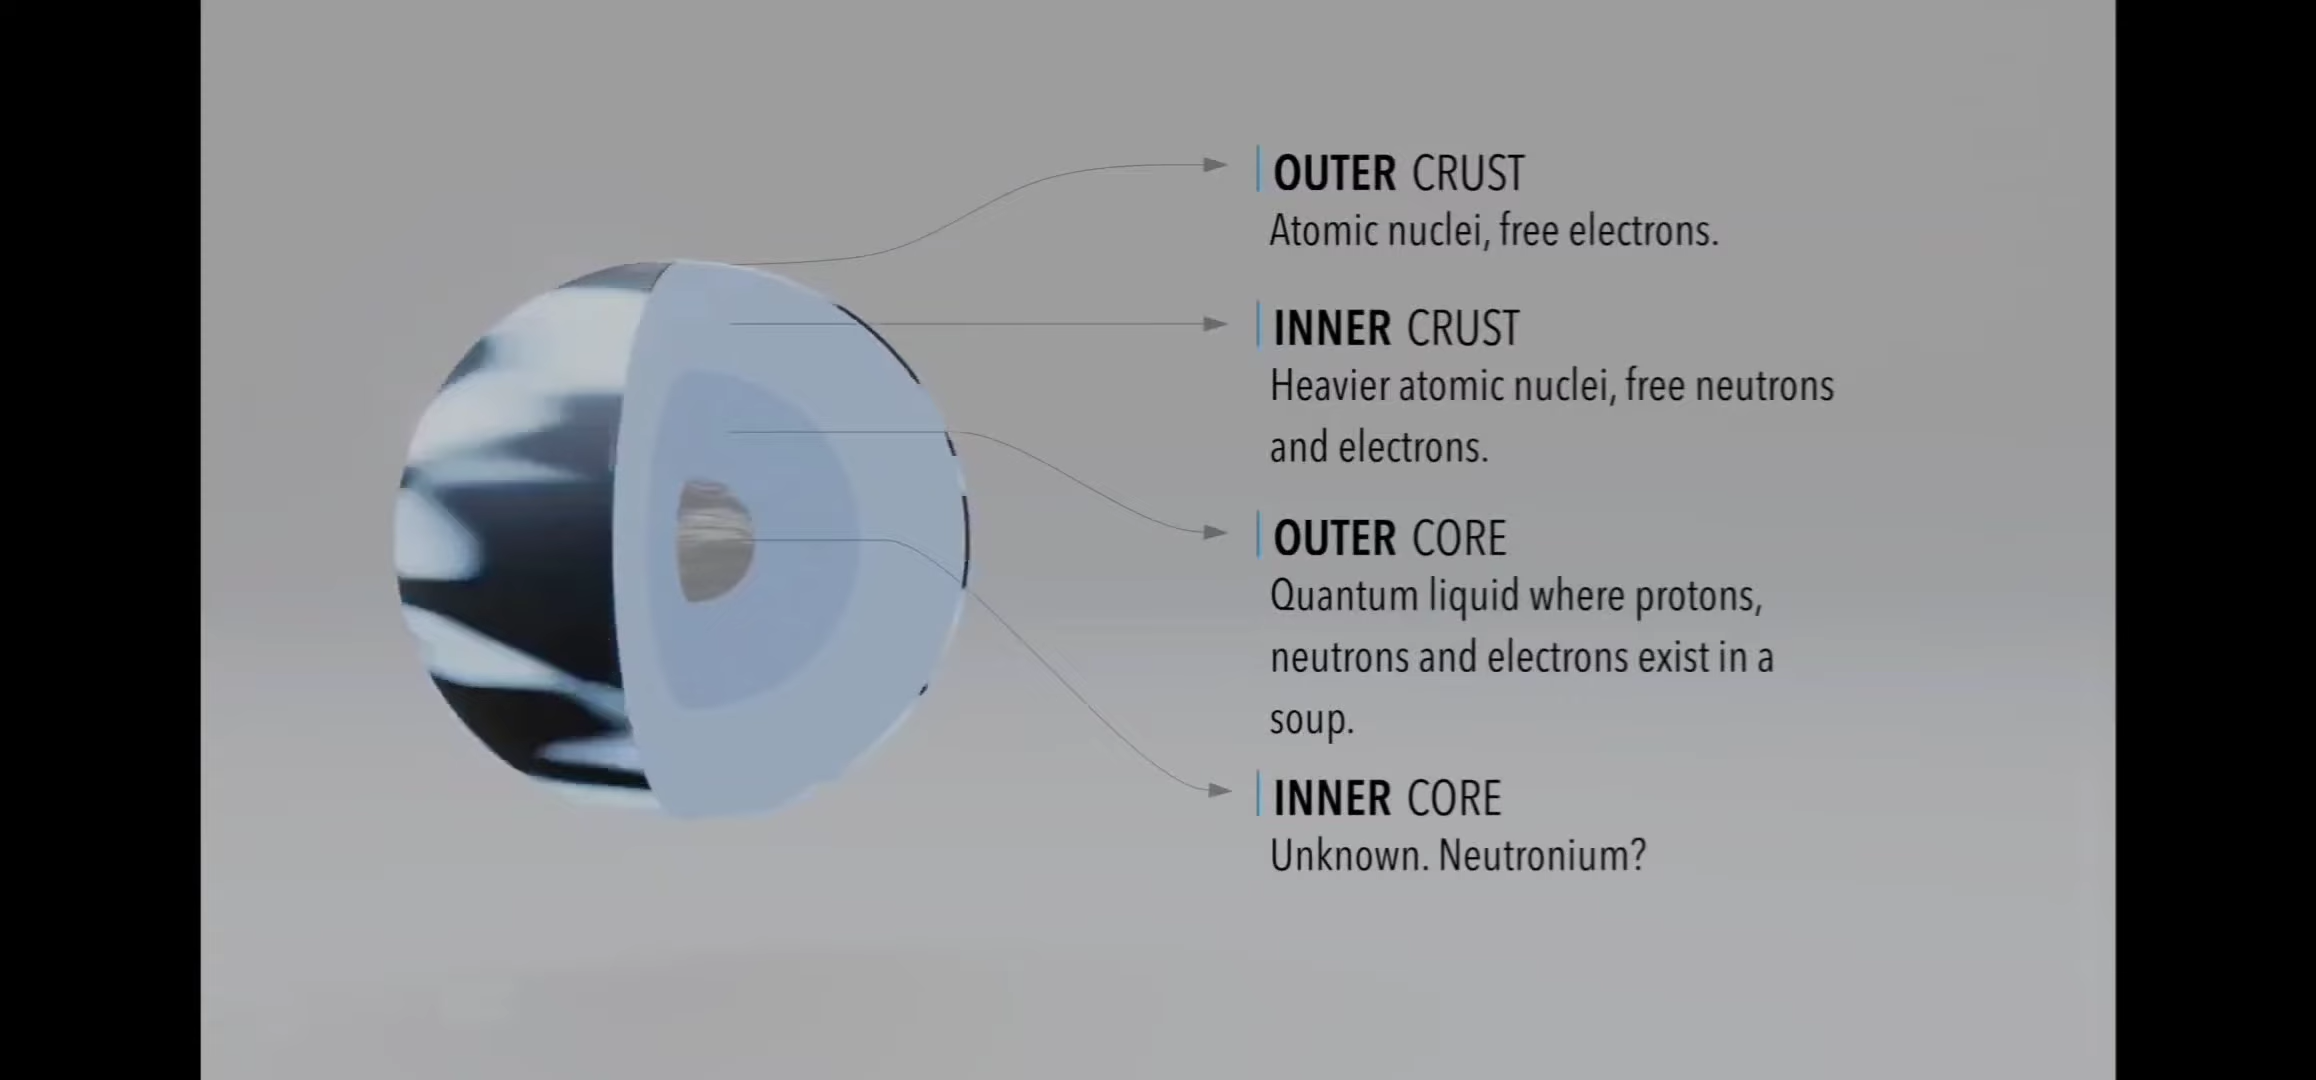 OUTER CRUST
Atomic nuclei, free electrons.
INNER CRUST
Heavier atomic nuclei, free neutrons
and electrons.
OUTER CORE
Quantum liquid where protons,
neutrons and electrons exist in a
soup.
INNER CORE
Unknown. Neutronium?